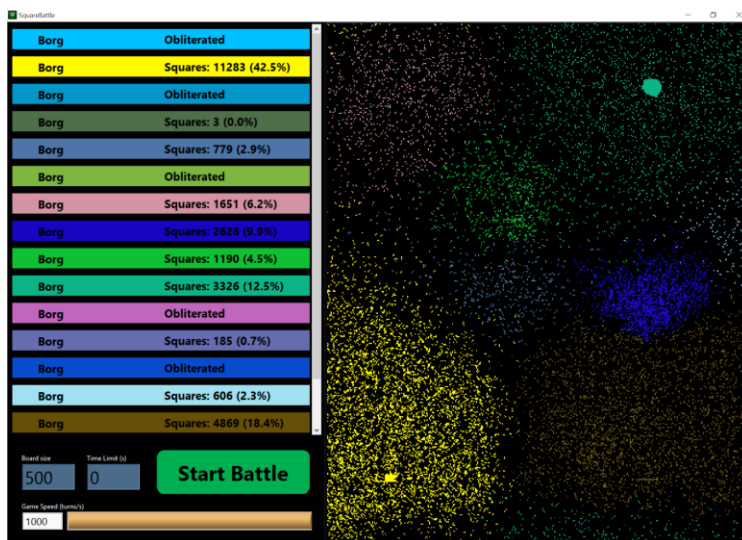 SquareBattle
Borg Obliterated
Borg Squares: 11283 (42.5%)
Borg Obliterated
Borg Squares: 3 (0.0%)
Borg Squares: 779 (2.9%)
Borg Obliterated
Borg Squares: 1651 (6.2%)
Borg Squares: 2628 (9.9%)
Borg Squares: 1190 (4.5%)
Borg Squares: 3326 (12.5%)
Borg Obliterated
Borg Squares: 185 (0.7%)
Borg Obliterated
Borg Squares: 606 (2.3%)
Borg Squares: 4869 (18.4%)
Board size Time Limit (s)
500 0 Start Battle
Game Speed (turns/s)
1000